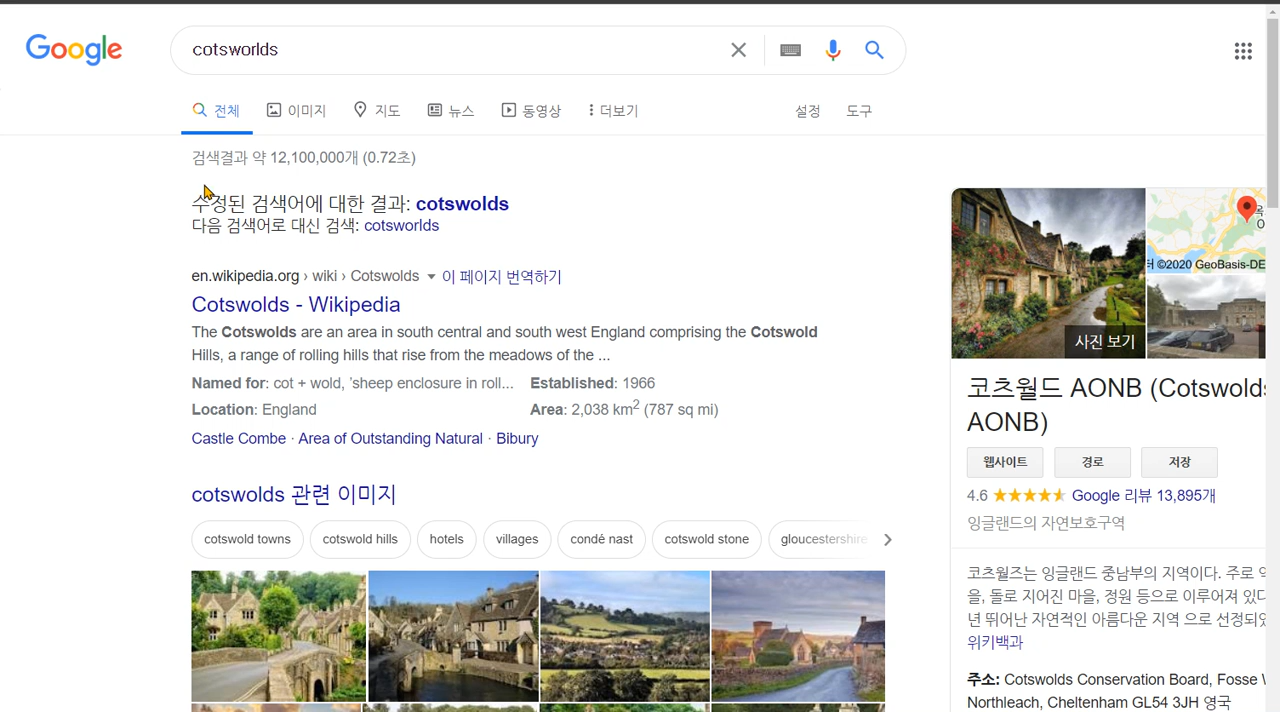 Google
cotsworlds
전체 이미지 지도 뉴스 동영상 더보기 설정 도구
검색결과 약 12,100,000개 (0.72초)
수정된 검색어에 대한 결과: cotswolds
다음 검색어로 대신 검색: cotsworlds
en.wikipedia.org › wiki › Cotswolds 이 페이지 번역하기
Cotswolds - Wikipedia
The Cotswolds are an area in south central and south west England comprising the Cotswold
Hills, a range of rolling hills that rise from the meadows of the ...
Named for: cot + wold, 'sheep enclosure in roll... Established: 1966
Location: England Area: 2,038 km2 (787 sq mi)
Castle Combe · Area of Outstanding Natural · Bibury
cotswolds 관련 이미지
cotswold towns cotswold hills hotels villages condé nast cotswold stone gloucestershire
©2020 GeoBasis-DE
사진 보기
코츠월드 AONB (Cotswolds
AONB)
웹사이트 경로 저장
4.6 Google 리뷰 13,895개
잉글랜드의 자연보호구역
코츠월즈는 잉글랜드 중남부의 지역이다. 주로
을, 돌로 지어진 마을, 정원 등으로 이루어져 있다
년 뛰어난 자연적인 아름다운 지역 으로
위키백과
주소: Cotswolds Conservation Board, Fosse
Northleach, Cheltenham GL54 3JH 영국